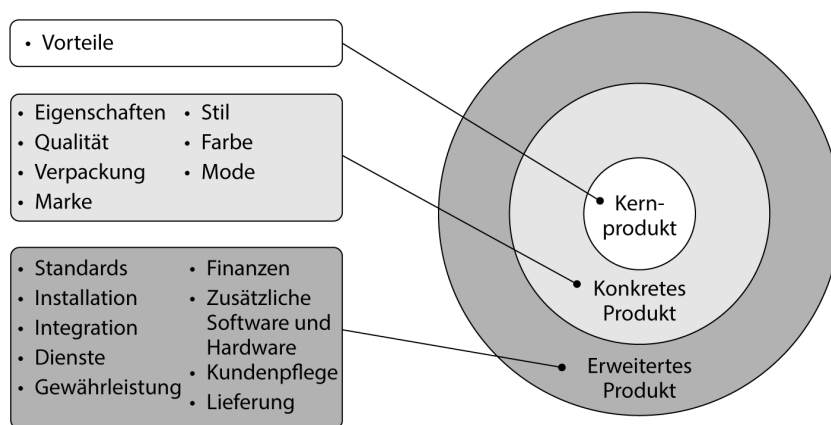 • Vorteile
• Eigenschaften
• Qualität
• Verpackung
• Marke
• Stil
• Farbe
• Mode
• Standards
• Installation
• Integration
• Dienste
• Gewährleistung
• Finanzen
• Zusätzliche
Software und
Hardware
• Kundenpflege
• Lieferung
Kern-
produkt
Konkretes
Produkt
Erweitertes
Produkt